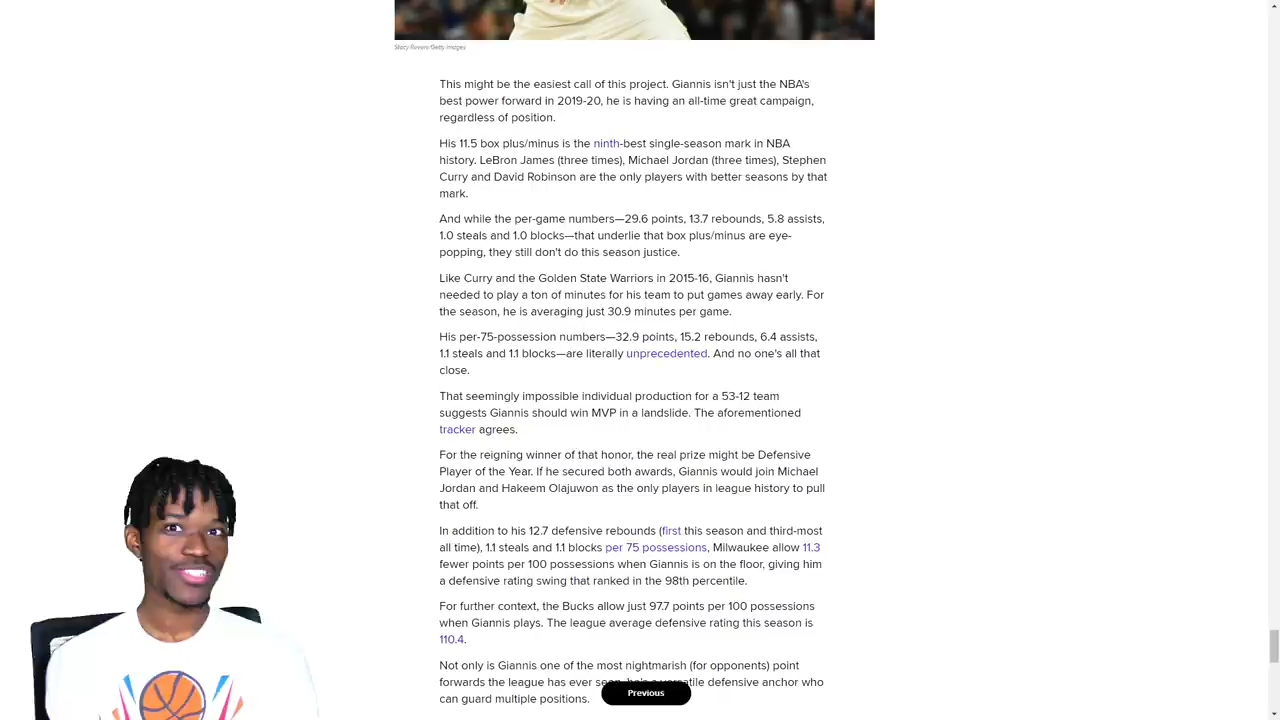 Stacy Revere/Getty Images
This might be the easiest call of this project. Giannis isn't just the NBA's
best power forward in 2019-20, he is having an all-time great campaign,
regardless of position.
His 11.5 box plus/minus is the ninth-best single-season mark in NBA
history. LeBron James (three times), Michael Jordan (three times), Stephen
Curry and David Robinson are the only players with better seasons by that
mark.
And while the per-game numbers—29.6 points, 13.7 rebounds, 5.8 assists,
1.0 steals and 1.0 blocks—that underlie that box plus/minus are eye-
popping, they still don't do this season justice.
Like Curry and the Golden State Warriors in 2015-16, Giannis hasn't
needed to play a ton of minutes for his team to put games away early. For
the season, he is averaging just 30.9 minutes per game.
His per-75-possession numbers—32.9 points, 15.2 rebounds, 6.4 assists,
1.1 steals and 1.1 blocks—are literally unprecedented. And no one's all that
close.
That seemingly impossible individual production for a 53-12 team
suggests Giannis should win MVP in a landslide. The aforementioned
tracker agrees.
For the reigning winner of that honor, the real prize might be Defensive
Player of the Year. If he secured both awards, Giannis would join Michael
Jordan and Hakeem Olajuwon as the only players in league history to pull
that off.
In addition to his 12.7 defensive rebounds (first this season and third-most
all time), 1.1 steals and 1.1 blocks per 75 possessions, Milwaukee allow 11.3
fewer points per 100 possessions when Giannis is on the floor, giving him
a defensive rating swing that ranked in the 98th percentile.
For further context, the Bucks allow just 97.7 points per 100 possessions
when Giannis plays. The league average defensive rating this season is
110.4.
Not only is Giannis one of the most nightmarish (for opponents) point
forwards the league has ever defensive anchor who
can guard multiple positions.
Previous